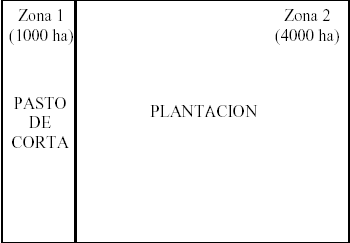 Zona 1
(1000 ha)
PASTO
DE
CORTA
Zona 2
(4000 ha)
PLANTACION